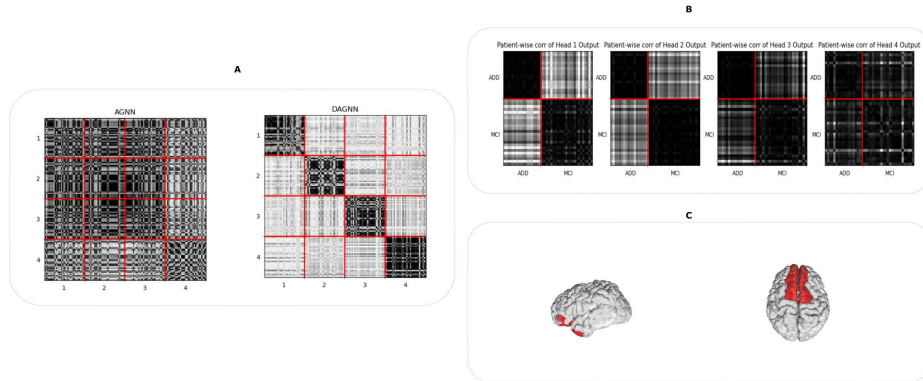 A
AGNN
1
2
3
4
1 2 3 4
DAGNN
1
2
3
4
1 2 3 4
B
Patient-wise corr of Head 1 Output
ADD
MCI
ADD MCI
Patient-wise corr of Head 2 Output
ADD
MCI
ADD MCI
Patient-wise corr of Head 3 Output
ADD
MCI
ADD MCI
Patient-wise corr of Head 4 Output
ADD
MCI
ADD MCI
C